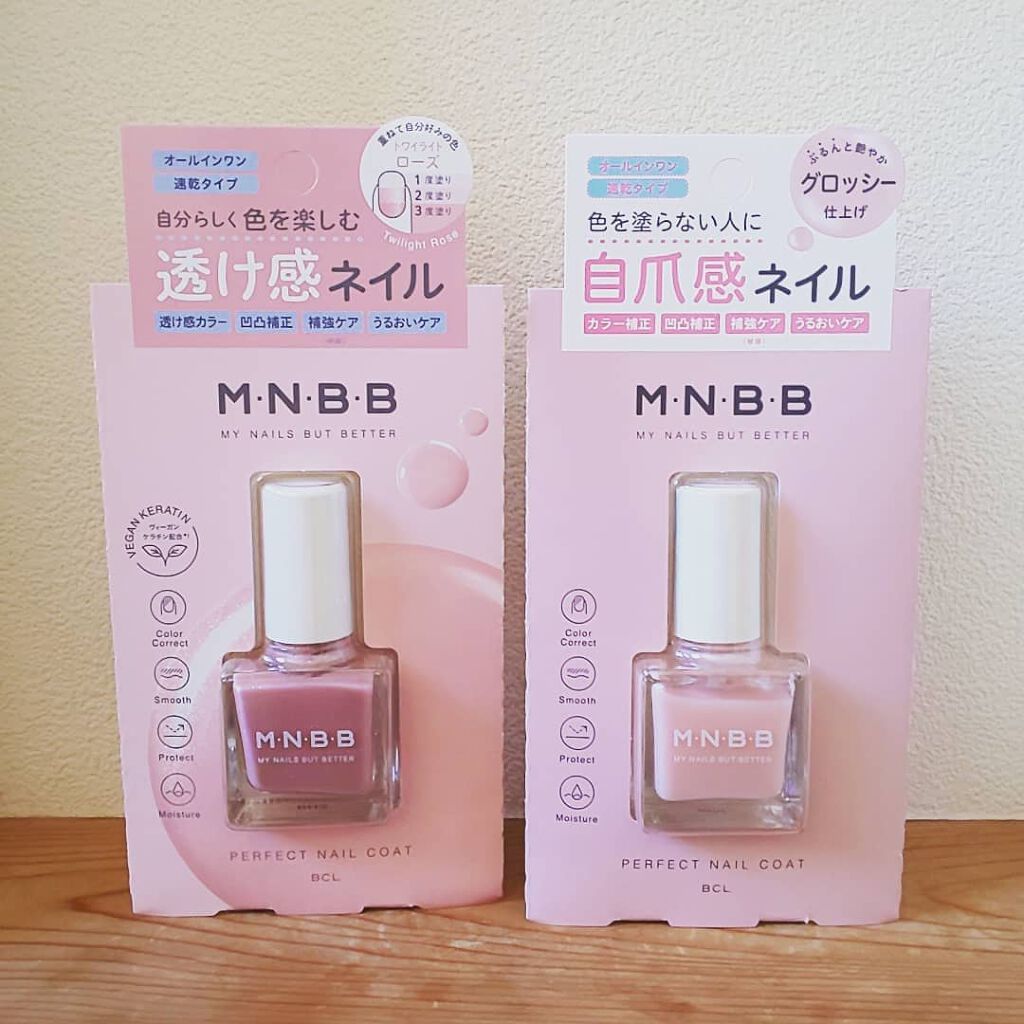 オールインワン
速乾タイプ
重ねて自分好みの色
トワイライト
ローズ
1度塗り
2度塗り
3度塗り
Twilight Rose
自分らしく色を楽しむ
透け感ネイル
透け感カラー 凹凸補正 補強ケア うるおいケア
M・N・B・B
MY NAILS BUT BETTER
VEGAN KERATIN
ヴィーガン
ケラチン配合*1
Color
Correct
Smooth
Protect
Moisture
M・N・B・B
MY NAILS BUT BETTER
PERFECT NAIL COAT
BCL
オールインワン
速乾タイプ
ぷるんと艶やか
グロッシー
仕上げ
色を塗らない人に
自爪感ネイル
カラー補正 凹凸補正 補強ケア うるおいケア
M・N・B・B
MY NAILS BUT BETTER
Color
Correct
Smooth
Protect
Moisture
M・N・B・B
MY NAILS BUT BETTER
PERFECT NAIL COAT
BCL